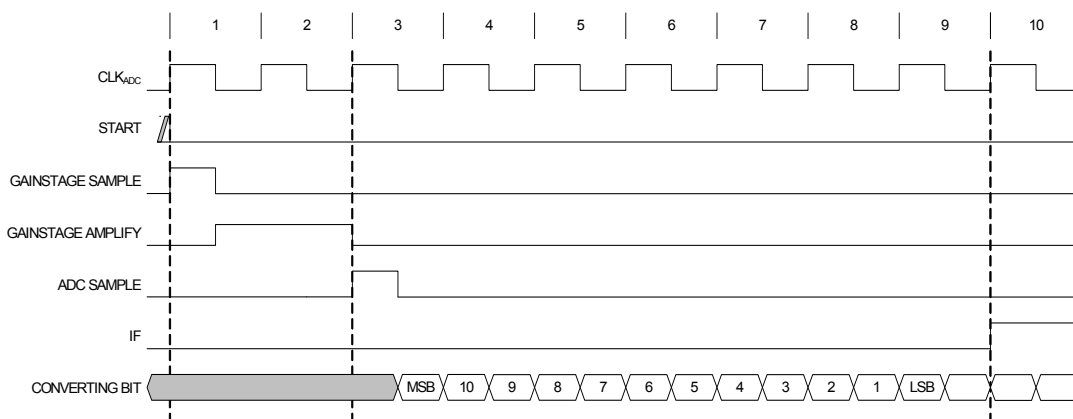 1 2 3 4 5 6 7 8 9 10
CLKADC
START
GAINSTAGE SAMPLE
GAINSTAGE AMPLIFY
ADC SAMPLE
IF
CONVERTING BIT MSB 10 9 8 7 6 5 4 3 2 1 LSB